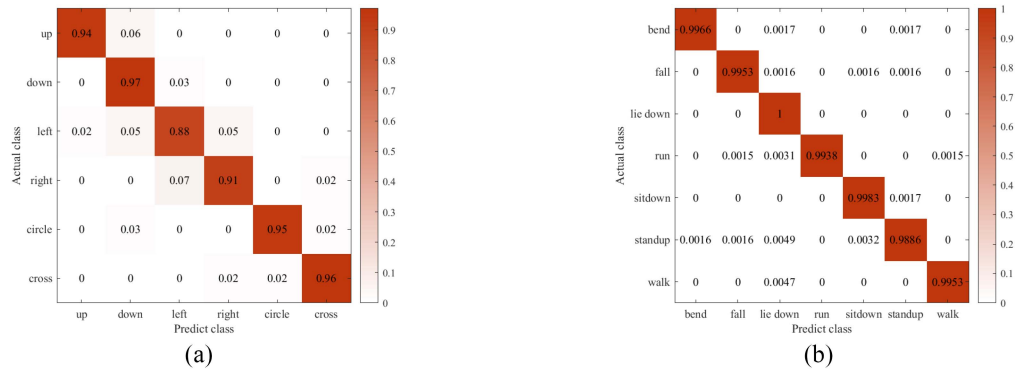 up 0.94 0.06 0 0 0 0
down 0 0.97 0.03 0 0 0
left 0.02 0.05 0.88 0.05 0 0
right 0 0 0.07 0.91 0 0.02
circle 0 0.03 0 0 0.95 0.02
cross 0 0 0 0.02 0.02 0.96
up down left right circle cross
Predict class
Actual class
0.9
0.8
0.7
0.6
0.5
0.4
0.3
0.2
0.1
0
(a)
bend 0.9966 0 0.0017 0 0 0.0017 0
fall 0 0.9953 0.0016 0 0.0016 0.0016 0
lie down 0 0 1 0 0 0 0
run 0 0.0015 0.0031 0.9938 0 0 0.0015
sitdown 0 0 0 0 0.9983 0.0017 0
standup 0.0016 0.0016 0.0049 0 0.0032 0.9886 0
walk 0 0 0.0047 0 0 0 0.9953
bend fall lie down run sitdown standup walk
Predict class
Actual class
1
0.9
0.8
0.7
0.6
0.5
0.4
0.3
0.2
0.1
0
(b)